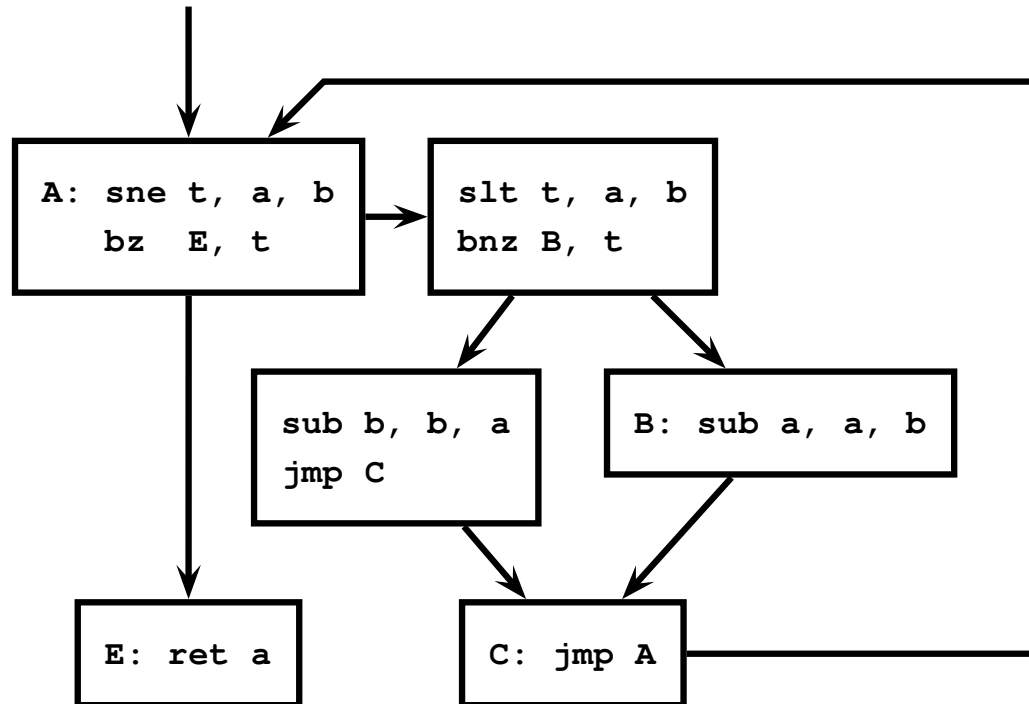 A: sne t, a, b
bz E, t
slt t, a, b
bnz B, t
sub b, b, a
jmp C
B: sub a, a, b
E: ret a
C: jmp A